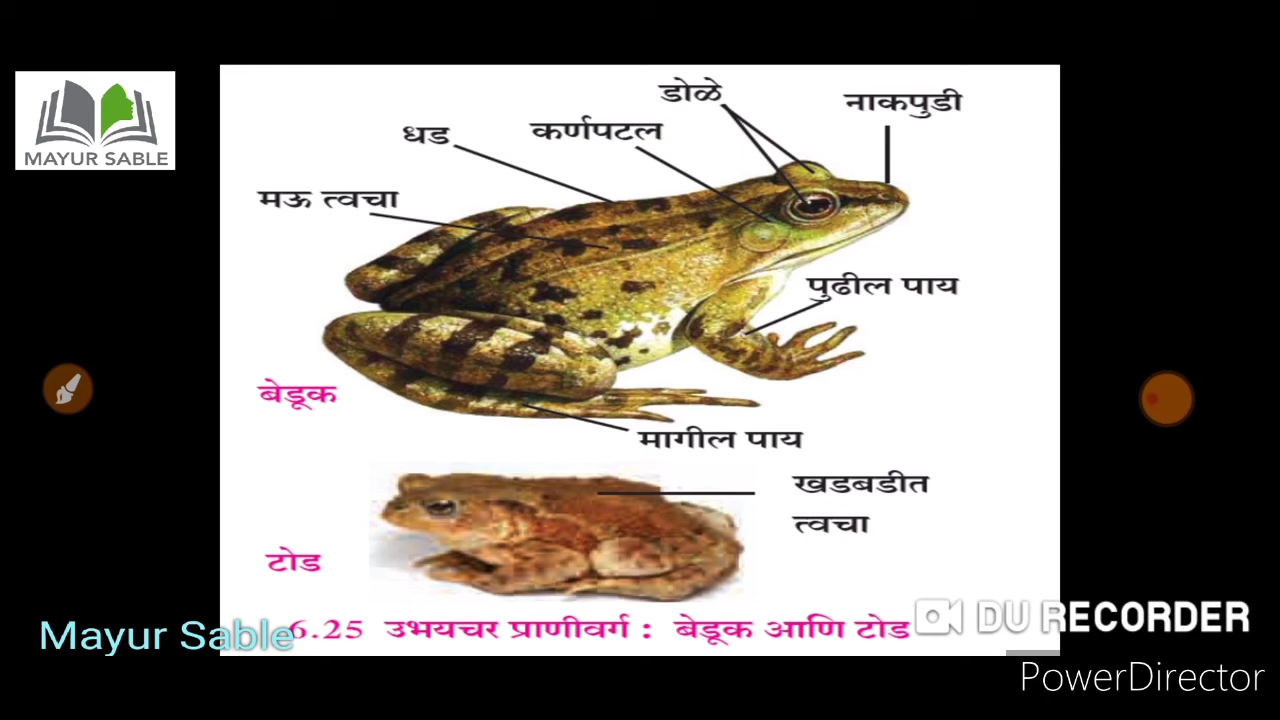 MAYUR SABLE
डोळे
नाकपुडी
धड
कर्णपटल
मऊ त्वचा
पुढील पाय
बेडूक
मागील पाय
खडबडीत
त्वचा
टोड
6.25 उभयचर प्राणीवर्ग : बेडूक आणि टोड
Mayur Sable
DU RECORDER
PowerDirector